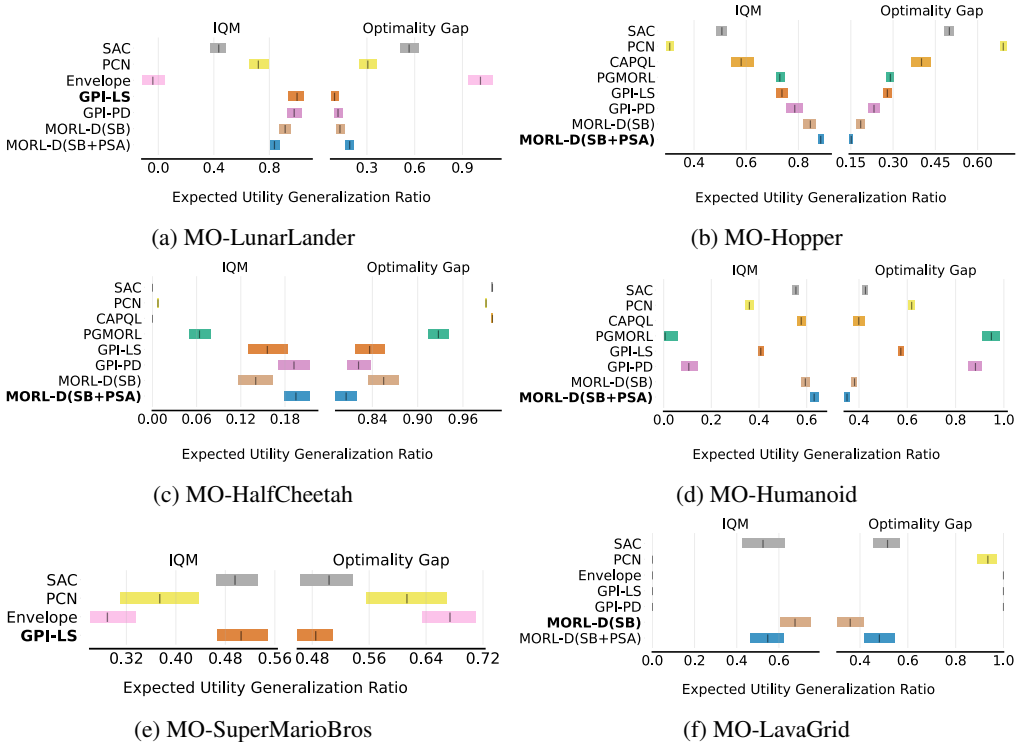 IQM Optimality Gap
SAC
PCN
Envelope
GPI-LS
GPI-PD
MORL-D(SB)
MORL-D(SB+PSA)
0.0 0.4 0.8 0.3 0.6 0.9
Expected Utility Generalization Ratio
(a) MO-LunarLander
IQM Optimality Gap
SAC
PCN
CAPQL
PGMORL
GPI-LS
GPI-PD
MORL-D(SB)
MORL-D(SB+PSA)
0.4 0.6 0.8 0.15 0.30 0.45 0.60
Expected Utility Generalization Ratio
(b) MO-Hopper
IQM Optimality Gap
SAC
PCN
CAPQL
PGMORL
GPI-LS
GPI-PD
MORL-D(SB)
MORL-D(SB+PSA)
0.00 0.06 0.12 0.18 0.84 0.90 0.96
Expected Utility Generalization Ratio
(c) MO-HalfCheetah
IQM Optimality Gap
SAC
PCN
CAPQL
PGMORL
GPI-LS
GPI-PD
MORL-D(SB)
MORL-D(SB+PSA)
0.0 0.2 0.4 0.6 0.4 0.6 0.8 1.0
Expected Utility Generalization Ratio
(d) MO-Humanoid
IQM Optimality Gap
SAC
PCN
Envelope
GPI-LS
0.32 0.40 0.48 0.56 0.48 0.56 0.64 0.72
Expected Utility Generalization Ratio
(e) MO-SuperMarioBros
IQM Optimality Gap
SAC
PCN
Envelope
GPI-LS
GPI-PD
MORL-D(SB)
MORL-D(SB+PSA)
0.0 0.2 0.4 0.6 0.4 0.6 0.8 1.0
Expected Utility Generalization Ratio
(f) MO-LavaGrid